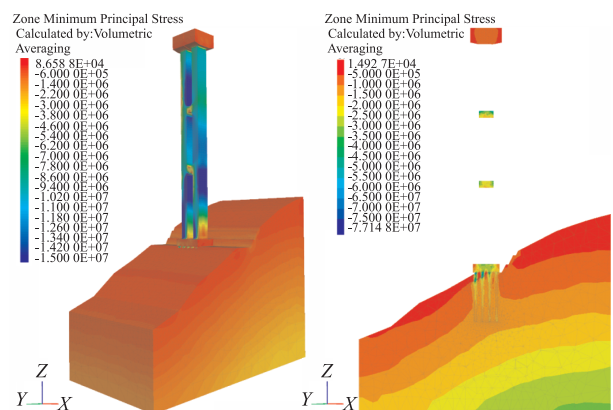 Zone Minimum Principal Stress
Calculated by:Volumetric
Averaging
8.658 8E+04
-6.000 0E+05
-1.400 0E+06
-2.200 0E+06
-3.000 0E+06
-3.800 0E+06
-4.600 0E+06
-5.400 0E+06
-6.200 0E+06
-7.000 0E+06
-7.800 0E+06
-8.600 0E+06
-9.400 0E+06
-1.020 0E+07
-1.100 0E+07
-1.180 0E+07
-1.260 0E+07
-1.340 0E+07
-1.420 0E+07
-1.500 0E+07
Z
Y
X
Zone Minimum Principal Stress
Calculated by:Volumetric
Averaging
1.492 7E+04
-5.000 0E+05
-1.000 0E+06
-1.500 0E+06
-2.000 0E+06
-2.500 0E+06
-3.000 0E+06
-3.500 0E+06
-4.000 0E+06
-4.500 0E+06
-5.000 0E+06
-5.500 0E+06
-6.000 0E+06
-6.500 0E+06
-7.000 0E+07
-7.500 0E+07
-7.714 8E+07
Z
Y
X